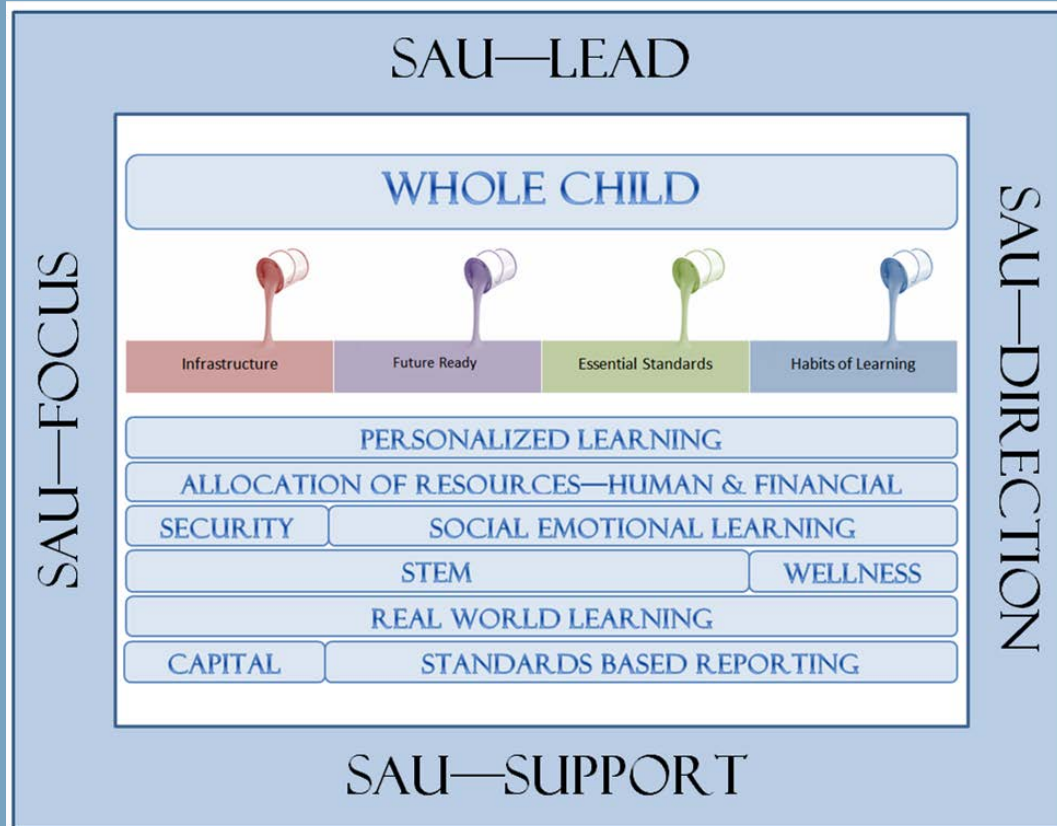 SAU—LEAD
SAU—FOCUS
SAU—DIRECTION
WHOLE CHILD
Infrastructure
Future Ready
Essential Standards
Habits of Learning
PERSONALIZED LEARNING
ALLOCATION OF RESOURCES—HUMAN & FINANCIAL
SECURITY
SOCIAL EMOTIONAL LEARNING
STEM
WELLNESS
REAL WORLD LEARNING
CAPITAL
STANDARDS BASED REPORTING
SAU—SUPPORT